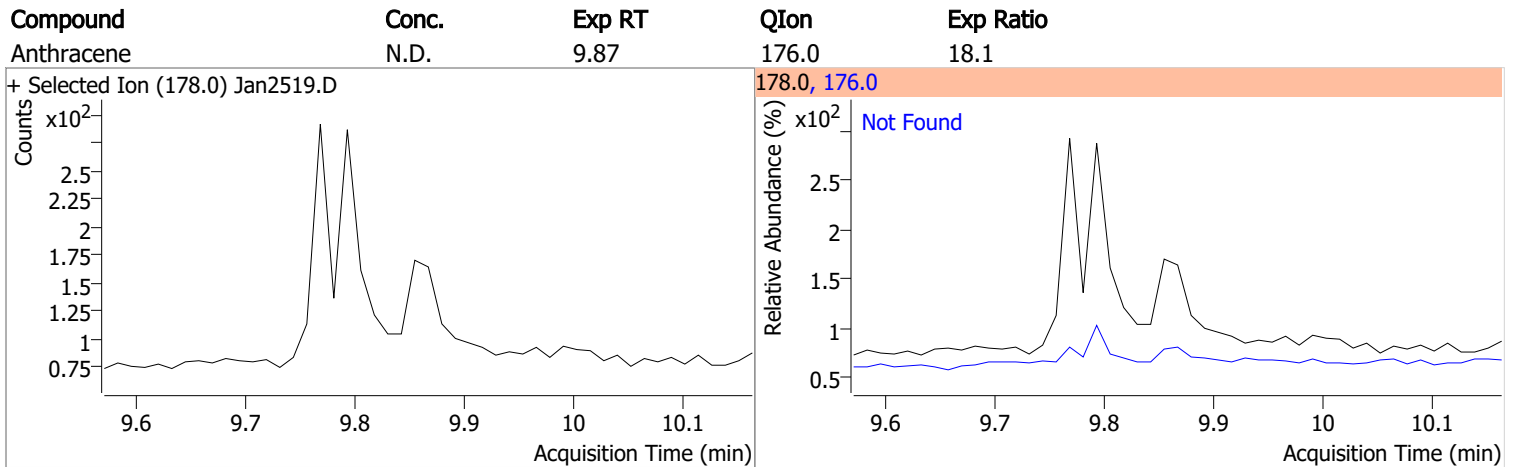 Compound Conc. Exp RT QIon Exp Ratio
Anthracene N.D. 9.87 176.0 18.1
+ Selected Ion (178.0) Jan2519.D
Counts
x10²
2.5
2.25
2
1.75
1.5
1.25
1
0.75
9.6 9.7 9.8 9.9 10 10.1
Acquisition Time (min)
178.0, 176.0
Relative Abundance (%)
x10²
Not Found
2.5
2
1.5
1
0.5
9.6 9.7 9.8 9.9 10 10.1
Acquisition Time (min)